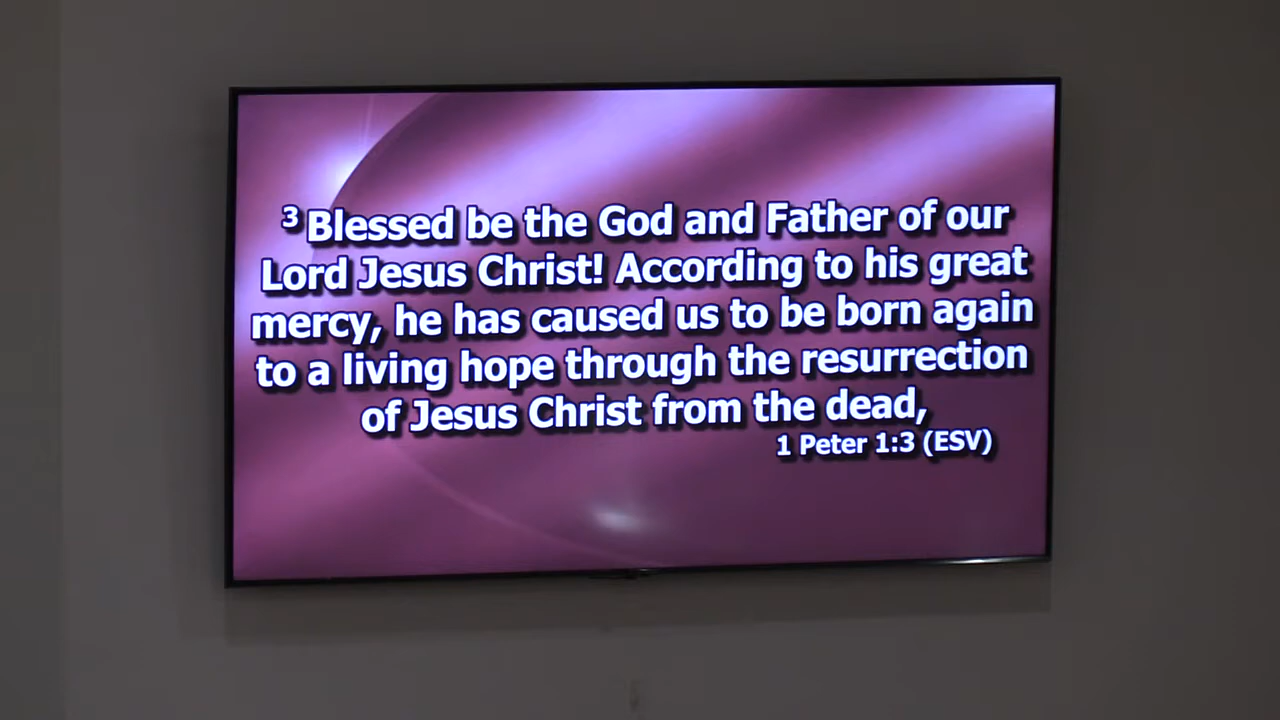 3 Blessed be the God and Father of our
Lord Jesus Christ! According to his great
mercy, he has caused us to be born again
to a living hope through the resurrection
of Jesus Christ from the dead,
1 Peter 1:3 (ESV)